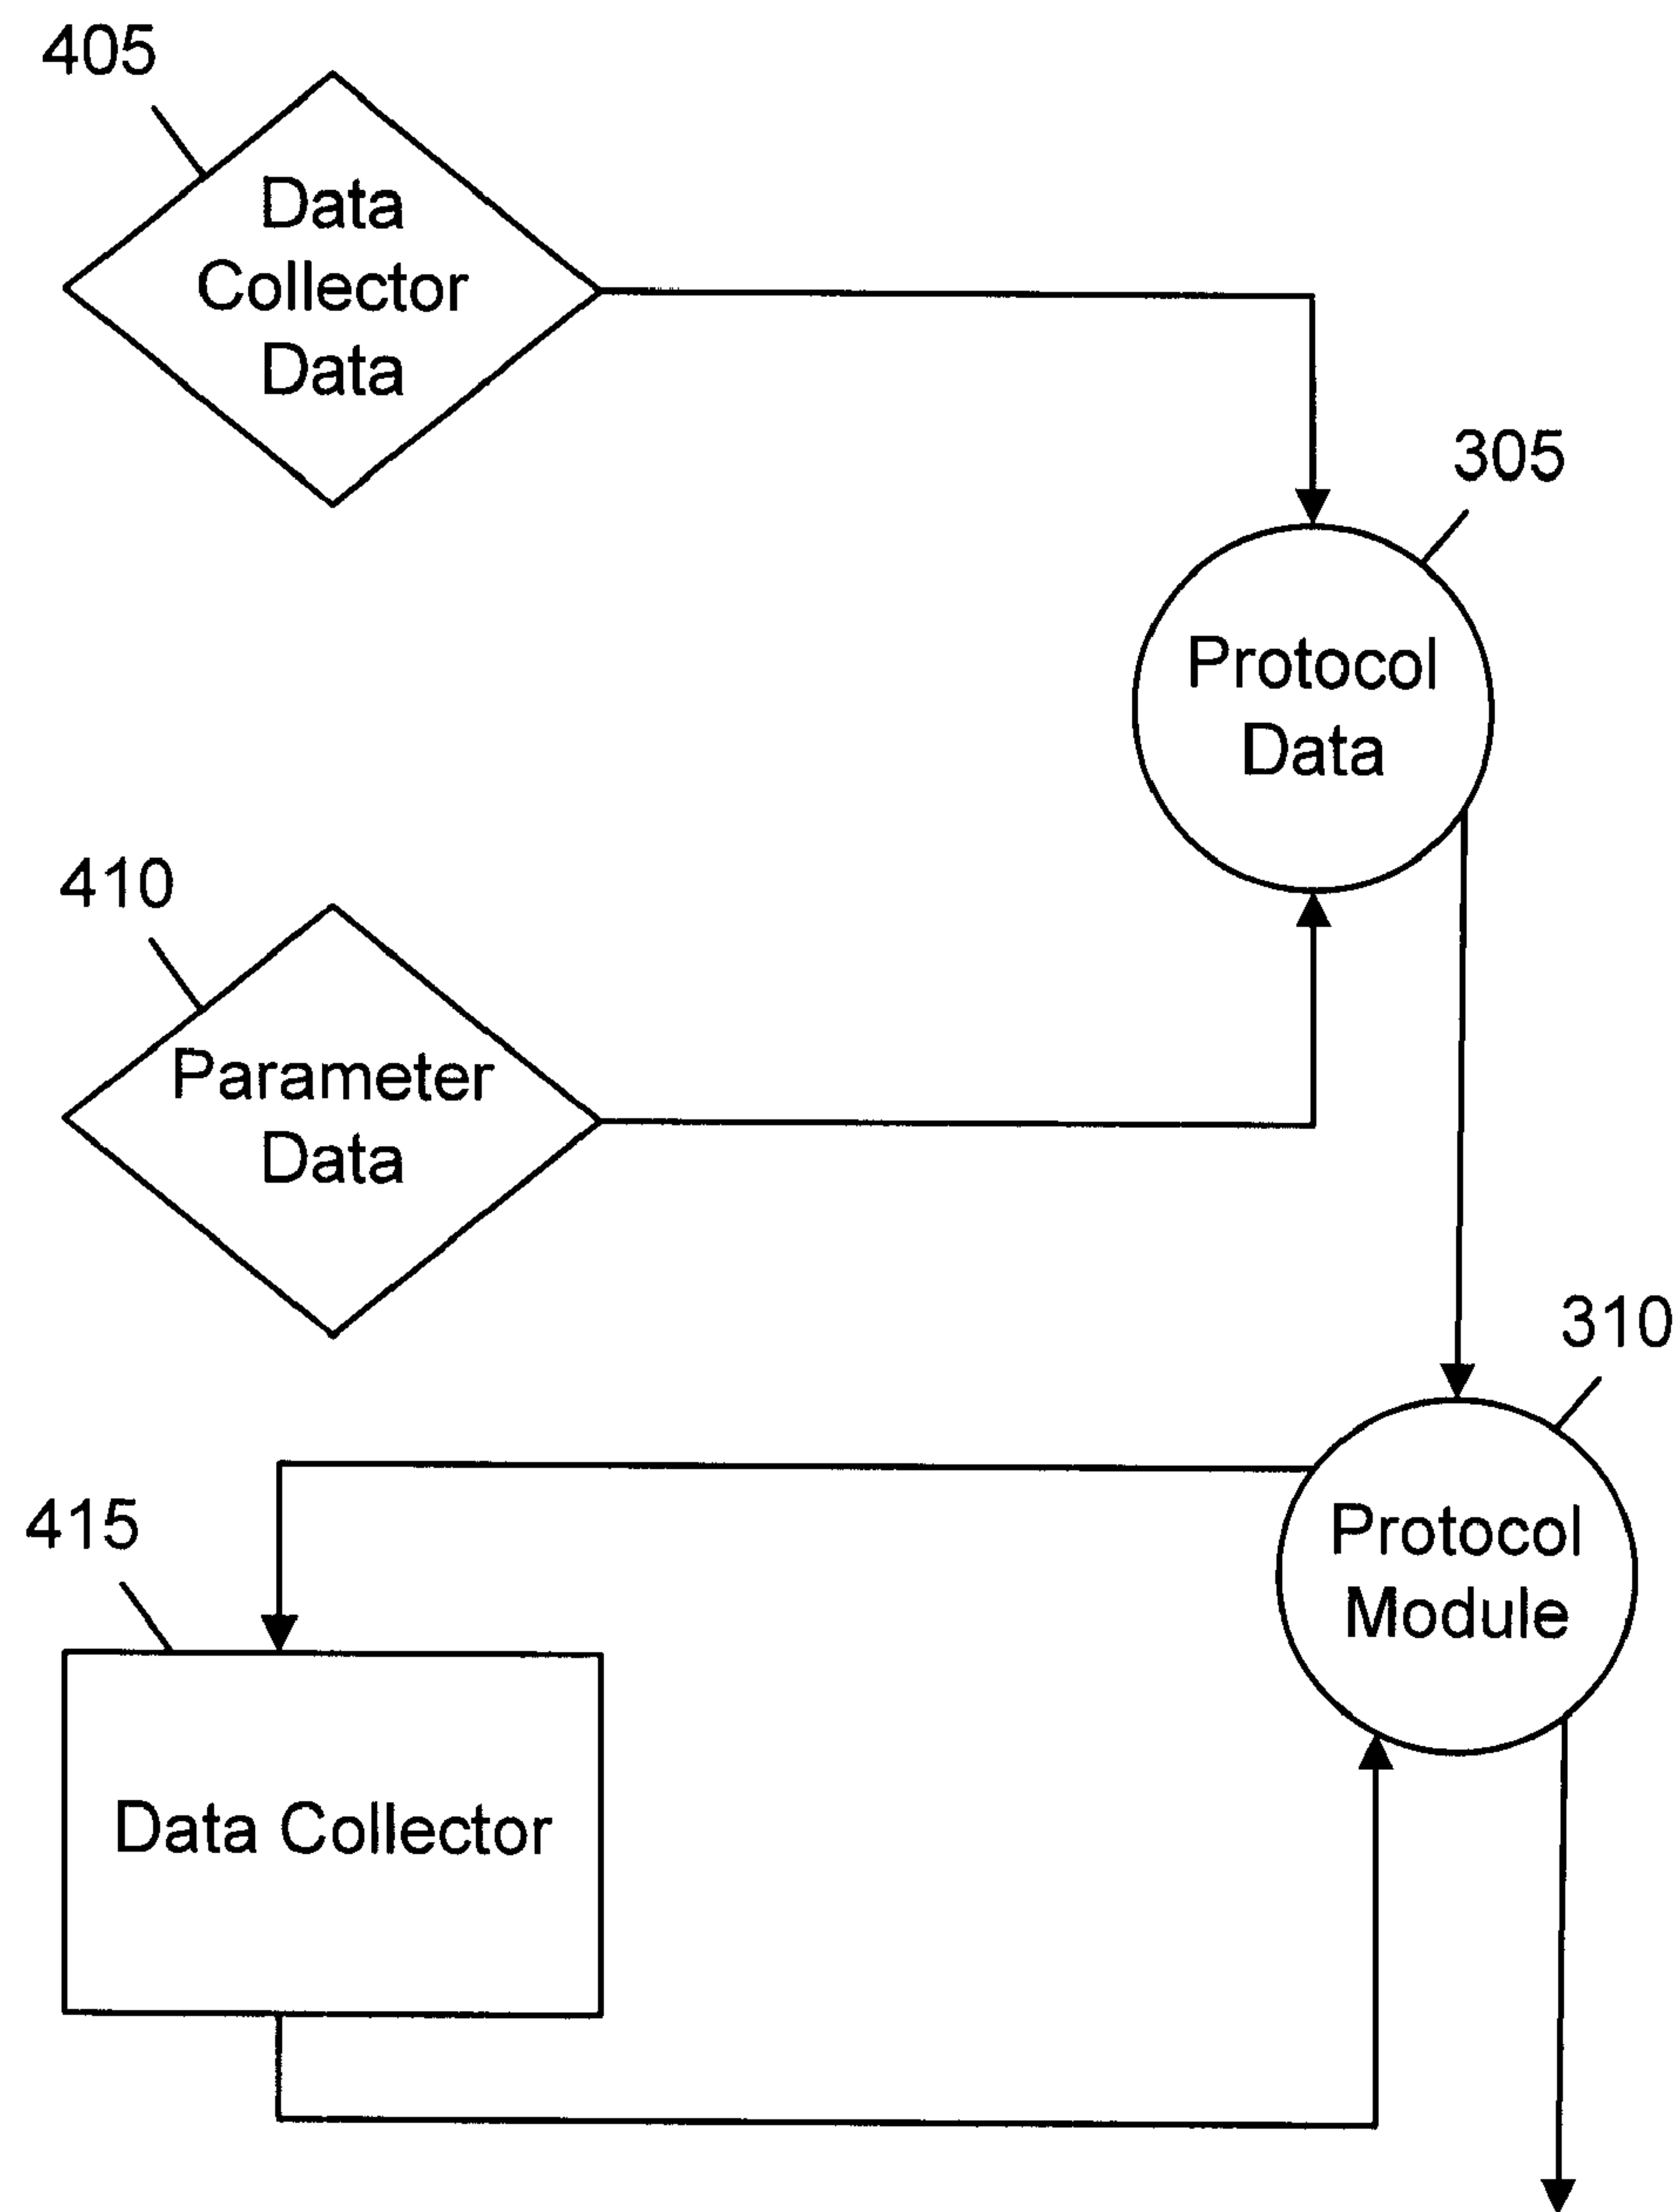 405
Data
Collector
Data
305
Protocol
Data
410
Parameter
Data
310
Protocol
Module
415
Data Collector